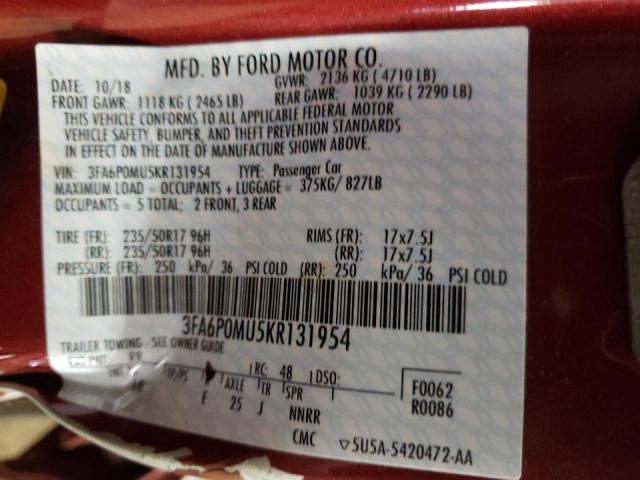 MFD. BY FORD MOTOR CO.
DATE: 10/18 GVWR: 2136 KG ( 4710 LB)
FRONT GAWR: 1118 KG ( 2465 LB) REAR GAWR: 1039 KG ( 2290 LB)
THIS VEHICLE CONFORMS TO ALL APPLICABLE FEDERAL MOTOR
VEHICLE SAFETY, BUMPER, AND THEFT PREVENTION STANDARDS
IN EFFECT ON THE DATE OF MANUFACTURE SHOWN ABOVE.
VIN: 3FA6P0MU5KR131954 TYPE: Passenger Car
MAXIMUM LOAD = OCCUPANTS + LUGGAGE = 375KG/ 827LB
OCCUPANTS = 5 TOTAL; 2 FRONT, 3 REAR
TIRE (FR): 235/50R17 96H RIMS (FR): 17x7.5J
(RR): 235/50R17 96H (RR): 17x7.5J
PRESSURE (FR): 250 kPa/ 36 PSI COLD (RR): 250 kPa/ 36 PSI COLD
3FA6P0MU5KR131954
TRAILER TOWING - SEE OWNER GUIDE
EXT PNT: RR RC: 48 DSO: F0062
INT TP/PS AXLE TR SPR R0086
E 25 J NNRR
CMC ▽5U5A-5420472-AA